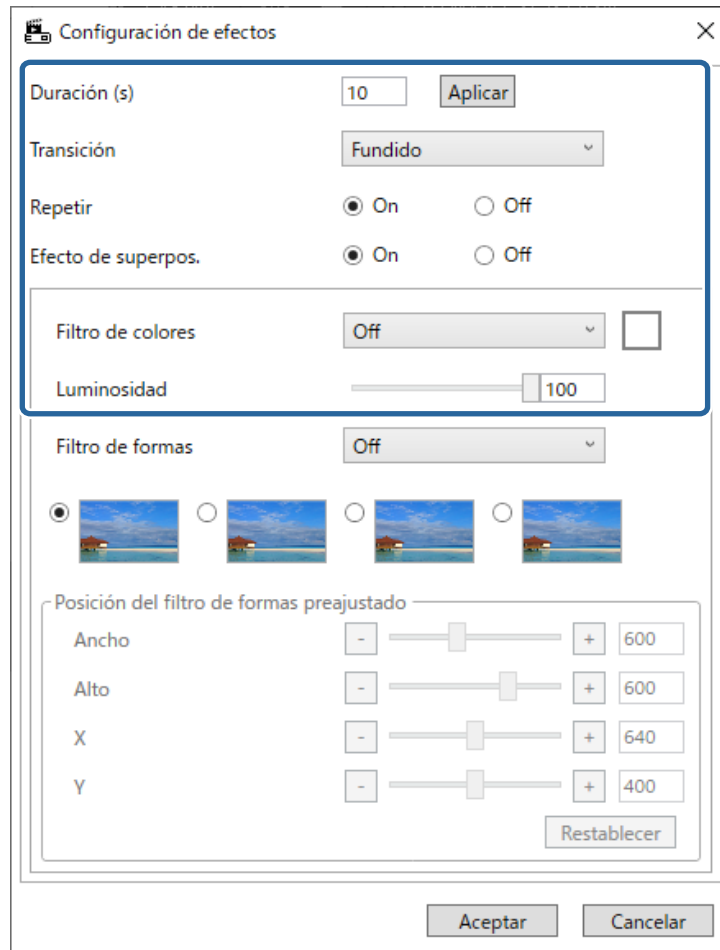 Configuración de efectos
Duración (s) 10 Aplicar
Transición Fundido
Repetir On Off
Efecto de superpos. On Off
Filtro de colores Off
Luminosidad 100
Filtro de formas Off
Posición del filtro de formas preajustado
Ancho - + 600
Alto - + 600
X - + 640
Y - + 400
Restablecer
Aceptar Cancelar